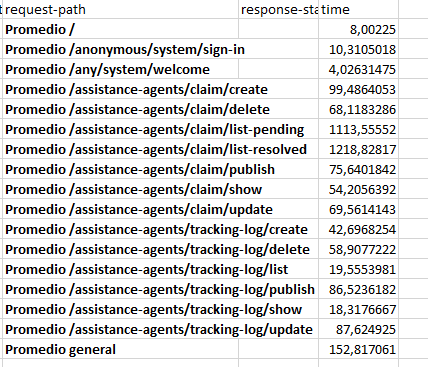 request-path response-sta time
Promedio / 8,00225
Promedio /anonymous/system/sign-in 10,3105018
Promedio /any/system/welcome 4,02631475
Promedio /assistance-agents/claim/create 99,4864053
Promedio /assistance-agents/claim/delete 68,1183286
Promedio /assistance-agents/claim/list-pending 1113,55552
Promedio /assistance-agents/claim/list-resolved 1218,82817
Promedio /assistance-agents/claim/publish 75,6401842
Promedio /assistance-agents/claim/show 54,2056392
Promedio /assistance-agents/claim/update 69,5614143
Promedio /assistance-agents/tracking-log/create 42,6968254
Promedio /assistance-agents/tracking-log/delete 58,9077222
Promedio /assistance-agents/tracking-log/list 19,5553981
Promedio /assistance-agents/tracking-log/publish 86,5236182
Promedio /assistance-agents/tracking-log/show 18,3176667
Promedio /assistance-agents/tracking-log/update 87,624925
Promedio general 152,817061